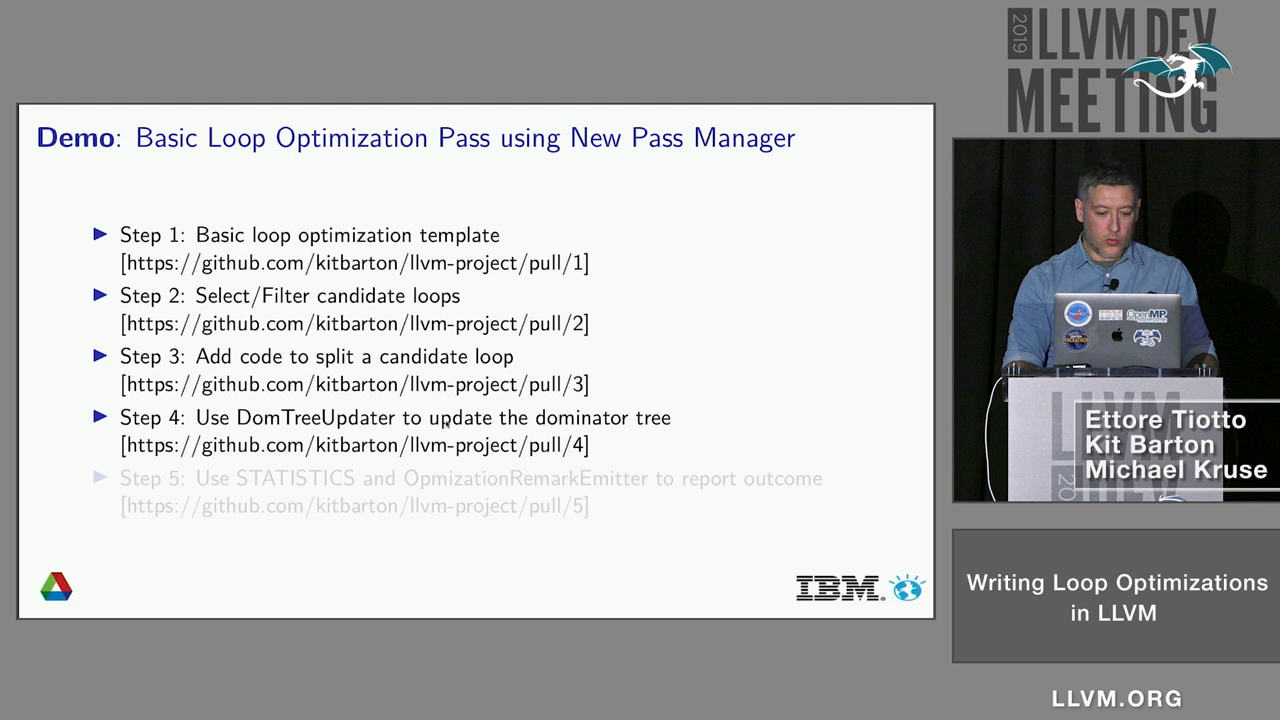 2019 LLVM DEV
MEETING
Demo: Basic Loop Optimization Pass using New Pass Manager
Step 1: Basic loop optimization template
[https://github.com/kitbarton/llvm-project/pull/1]
Step 2: Select/Filter candidate loops
[https://github.com/kitbarton/llvm-project/pull/2]
Step 3: Add code to split a candidate loop
[https://github.com/kitbarton/llvm-project/pull/3]
Step 4: Use DomTreeUpdater to update the dominator tree
[https://github.com/kitbarton/llvm-project/pull/4]
Step 5: Use STATISTICS and OpmizationRemarkEmitter to report outcome
[https://github.com/kitbarton/llvm-project/pull/5]
IBM.
OpenMP
LLVM
20
DEV
Ettore Tiotto
Kit Barton
Michael Kruse
Writing Loop Optimizations
in LLVM
LLVM.ORG